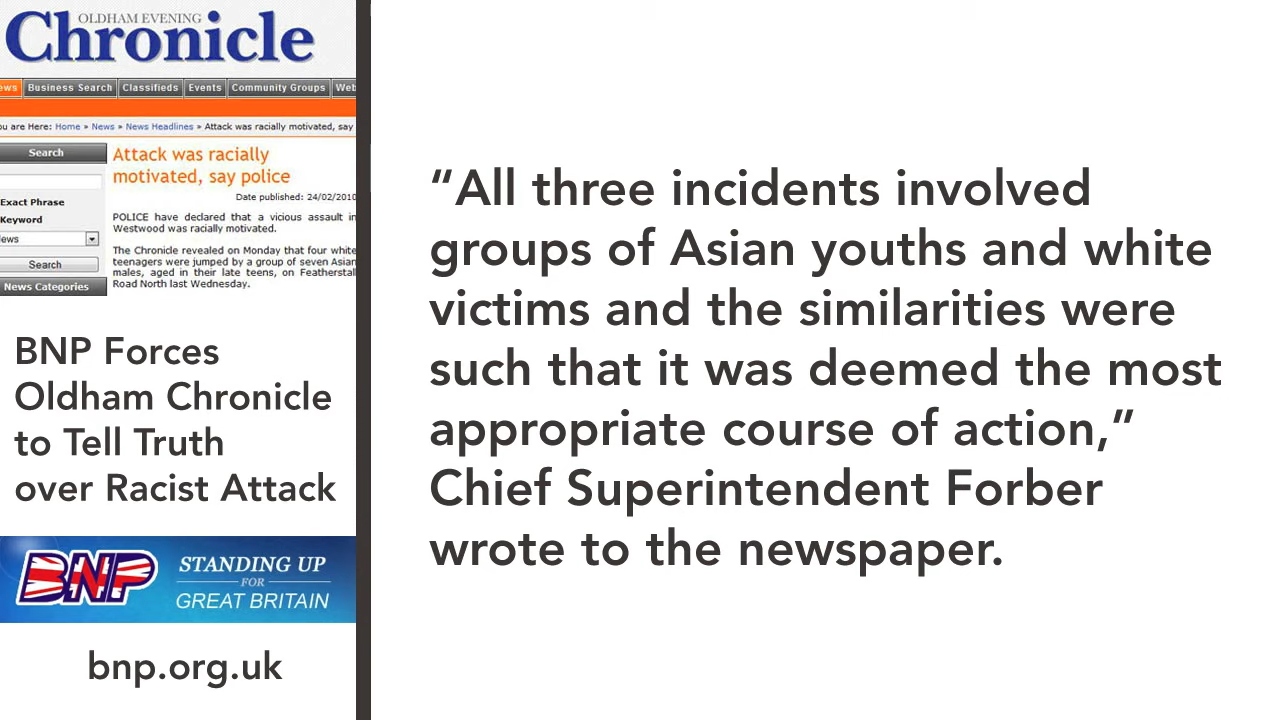 OLDHAM EVENING
Chronicle
ews Business Search Classifieds Events Community Groups Web
ou are Here: Home » News » News Headlines » Attack was racially motivated, say
Search
Exact Phrase
Keyword
ews
Search
News Categories
Attack was racially
motivated, say police
Date published: 24/02/2010
POLICE have declared that a vicious assault in
Westwood was racially motivated.
The Chronicle revealed on Monday that four white
teenagers were jumped by a group of seven Asian
males, aged in their late teens, on Featherstall
Road North last Wednesday.
BNP Forces
Oldham Chronicle
to Tell Truth
over Racist Attack
BNP STANDING UP
FOR
GREAT BRITAIN
bnp.org.uk
“All three incidents involved
groups of Asian youths and white
victims and the similarities were
such that it was deemed the most
appropriate course of action,”
Chief Superintendent Forber
wrote to the newspaper.